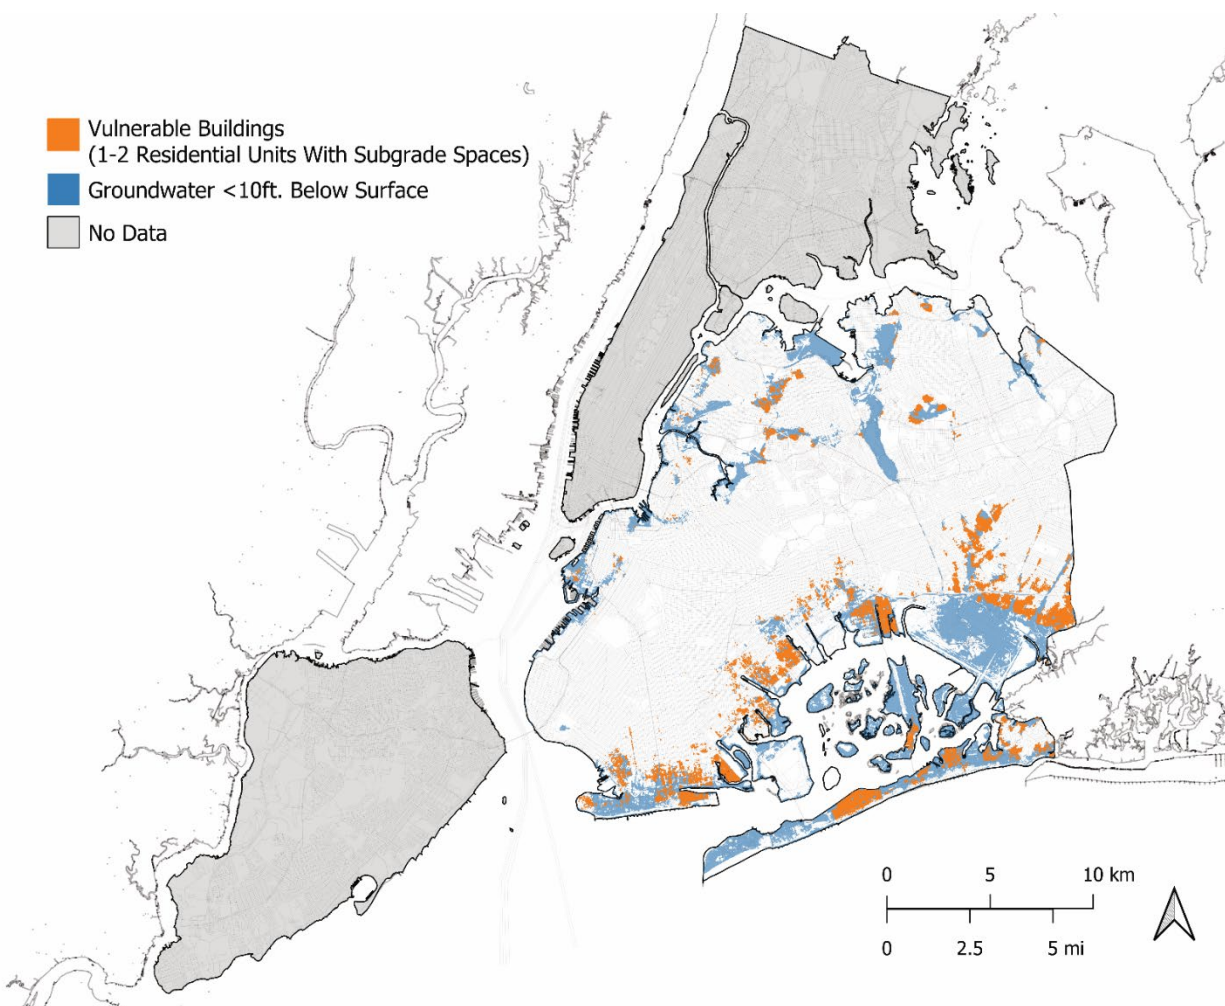 Vulnerable Buildings
(1-2 Residential Units With Subgrade Spaces)
Groundwater <10ft. Below Surface
No Data
0 5 10 km
0 2.5 5 mi